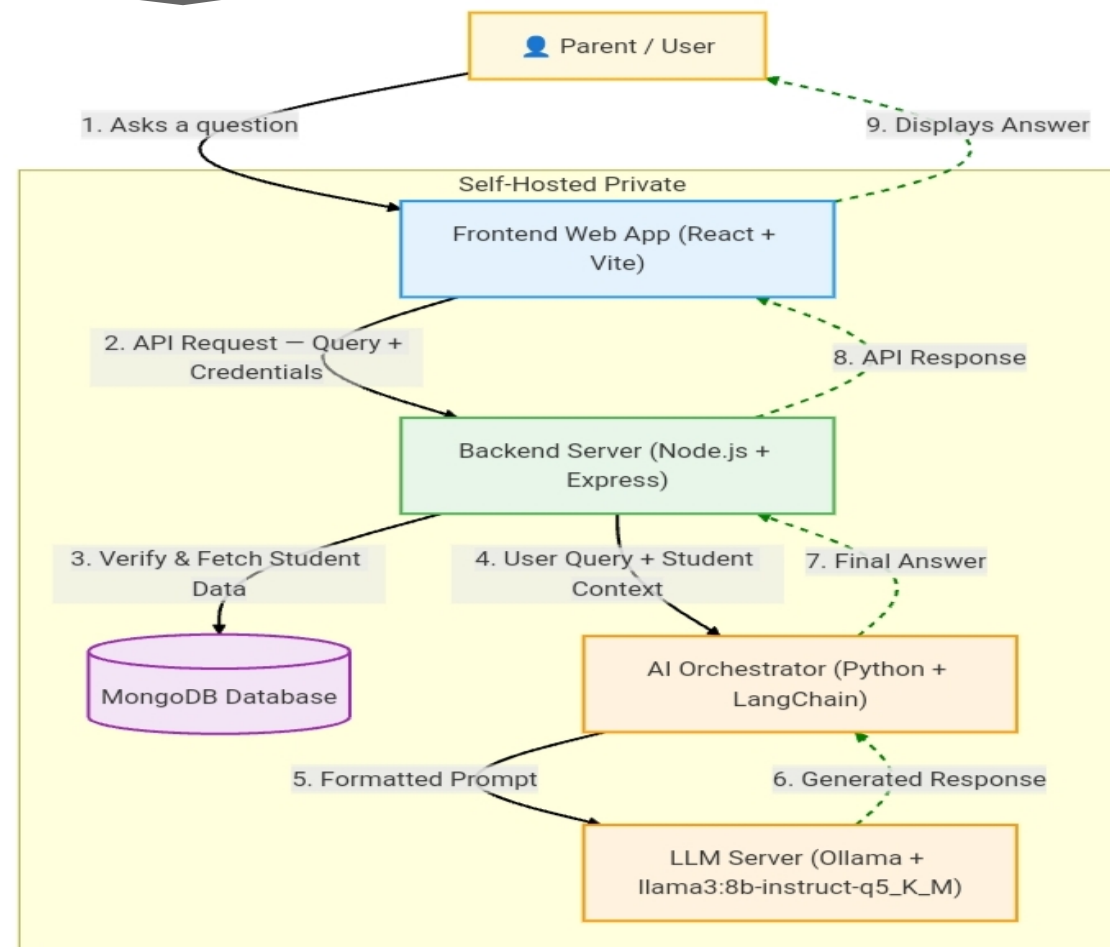 👤 Parent / User
1. Asks a question
9. Displays Answer
Self-Hosted Private
Frontend Web App (React +
Vite)
2. API Request — Query +
Credentials
8. API Response
Backend Server (Node.js +
Express)
3. Verify & Fetch Student
Data
4. User Query + Student
Context
7. Final Answer
MongoDB Database
AI Orchestrator (Python +
LangChain)
5. Formatted Prompt
6. Generated Response
LLM Server (Ollama +
llama3:8b-instruct-q5_K_M)